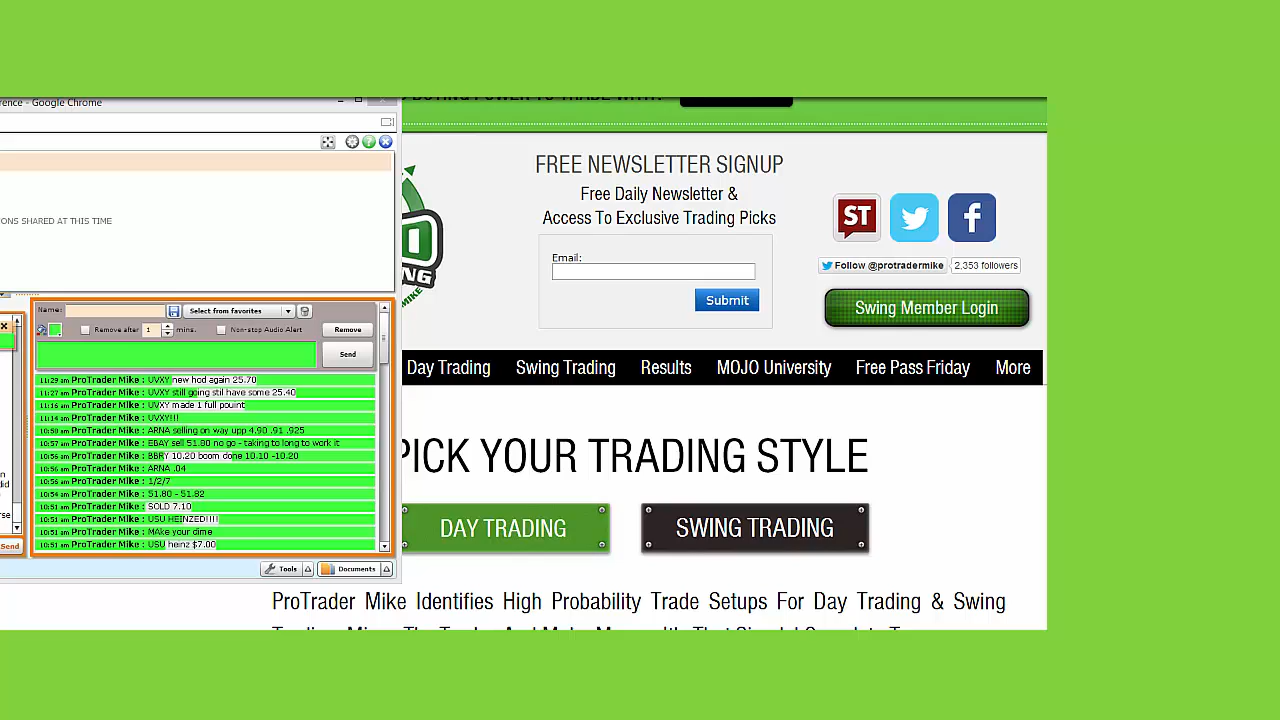 erence - Google Chrome
ONS SHARED AT THIS TIME
Name:
Select from favorites
Remove after 1 mins.
Non-stop Audio Alert
Remove
Send
11:29 am ProTrader Mike : UVXY new hod again 25.70
11:27 am ProTrader Mike : UVXY still going stil have some 25.40
11:16 am ProTrader Mike : UVXY made 1 full pouint
11:14 am ProTrader Mike : UVXY!!!
10:58 am ProTrader Mike : ARNA selling on way upp 4.90 .91 .925
10:57 am ProTrader Mike : EBAY sell 51.80 no go - taking to long to work it
10:56 am ProTrader Mike : BBRY 10.20 boom done 10.10 -10.20
10:56 am ProTrader Mike : ARNA .04
10:56 am ProTrader Mike : 1/2/7
10:54 am ProTrader Mike : 51.80 - 51.82
10:51 am ProTrader Mike : SOLD 7.10
10:51 am ProTrader Mike : USU HEINZED!!!!
10:51 am ProTrader Mike : MAke your dime
10:51 am ProTrader Mike : USU heinz $7.00
n
did
s
rse
Send
Tools
Documents
NG
MIKE
FREE NEWSLETTER SIGNUP
Free Daily Newsletter &
Access To Exclusive Trading Picks
Email:
Submit
ST
f
Follow @protradermike
2,353 followers
Swing Member Login
Day Trading Swing Trading Results MOJO University Free Pass Friday More
PICK YOUR TRADING STYLE
DAY TRADING
SWING TRADING
ProTrader Mike Identifies High Probability Trade Setups For Day Trading & Swing